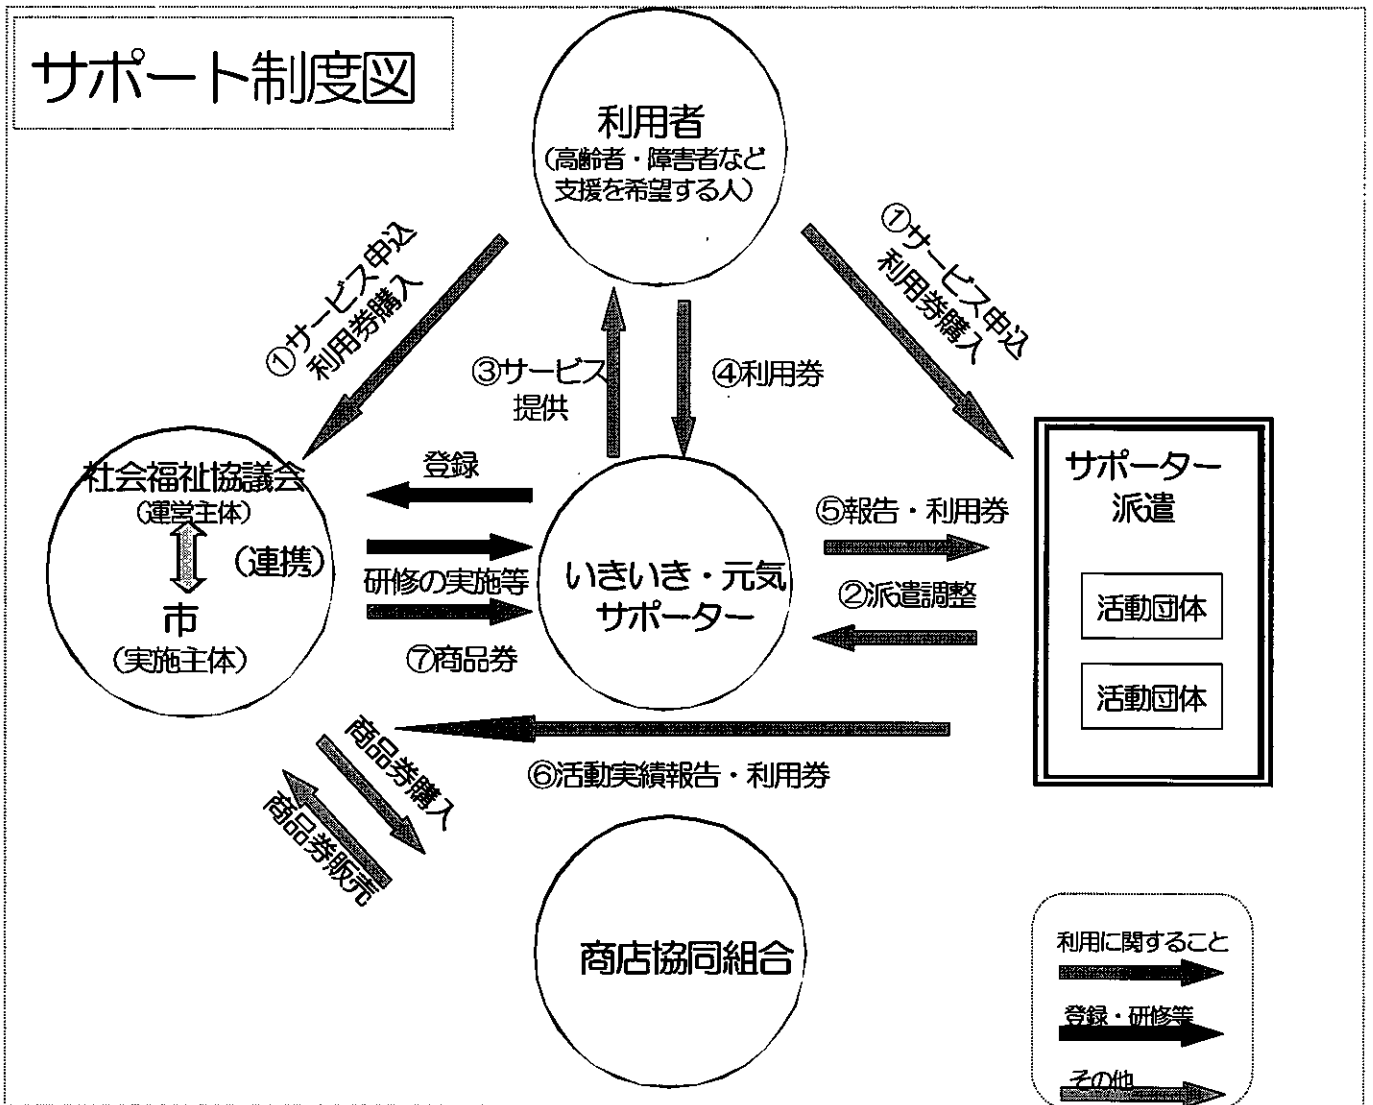 サポート制度図
利用者
（高齢者・障害者など
支援を希望する人）
①サービス申込
利用券購入
①サービス申込
利用券購入
③サービス
提供
④利用券
社会福祉協議会
（運営主体）
（連携）
市
（実施主体）
登録
研修の実施等
⑦商品券
いきいき・元気
サポーター
⑤報告・利用券
②派遣調整
サポーター
派遣
活動団体
活動団体
⑥活動実績報告・利用券
商品券購入
商品券販売
商店協同組合
利用に関すること
登録・研修等
その他